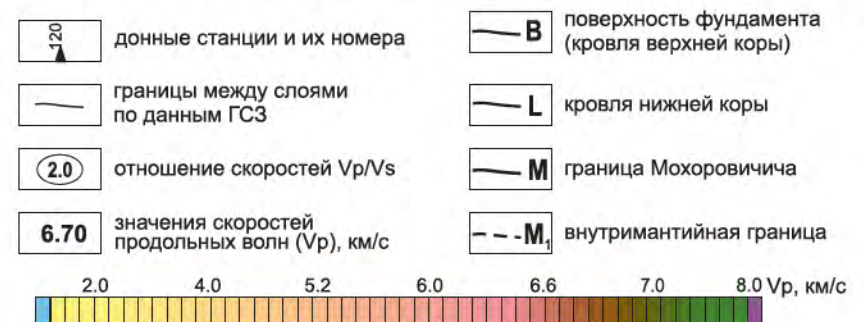 120
донные станции и их номера
границы между слоями
по данным ГСЗ
2.0
отношение скоростей Vp/Vs
6.70
значения скоростей
продольных волн (Vp), км/с
B
поверхность фундамента
(кровля верхней коры)
L
кровля нижней коры
M
граница Мохоровичича
M1
внутримантийная граница
2.0 4.0 5.2 6.0 6.6 7.0 8.0 Vp, км/с